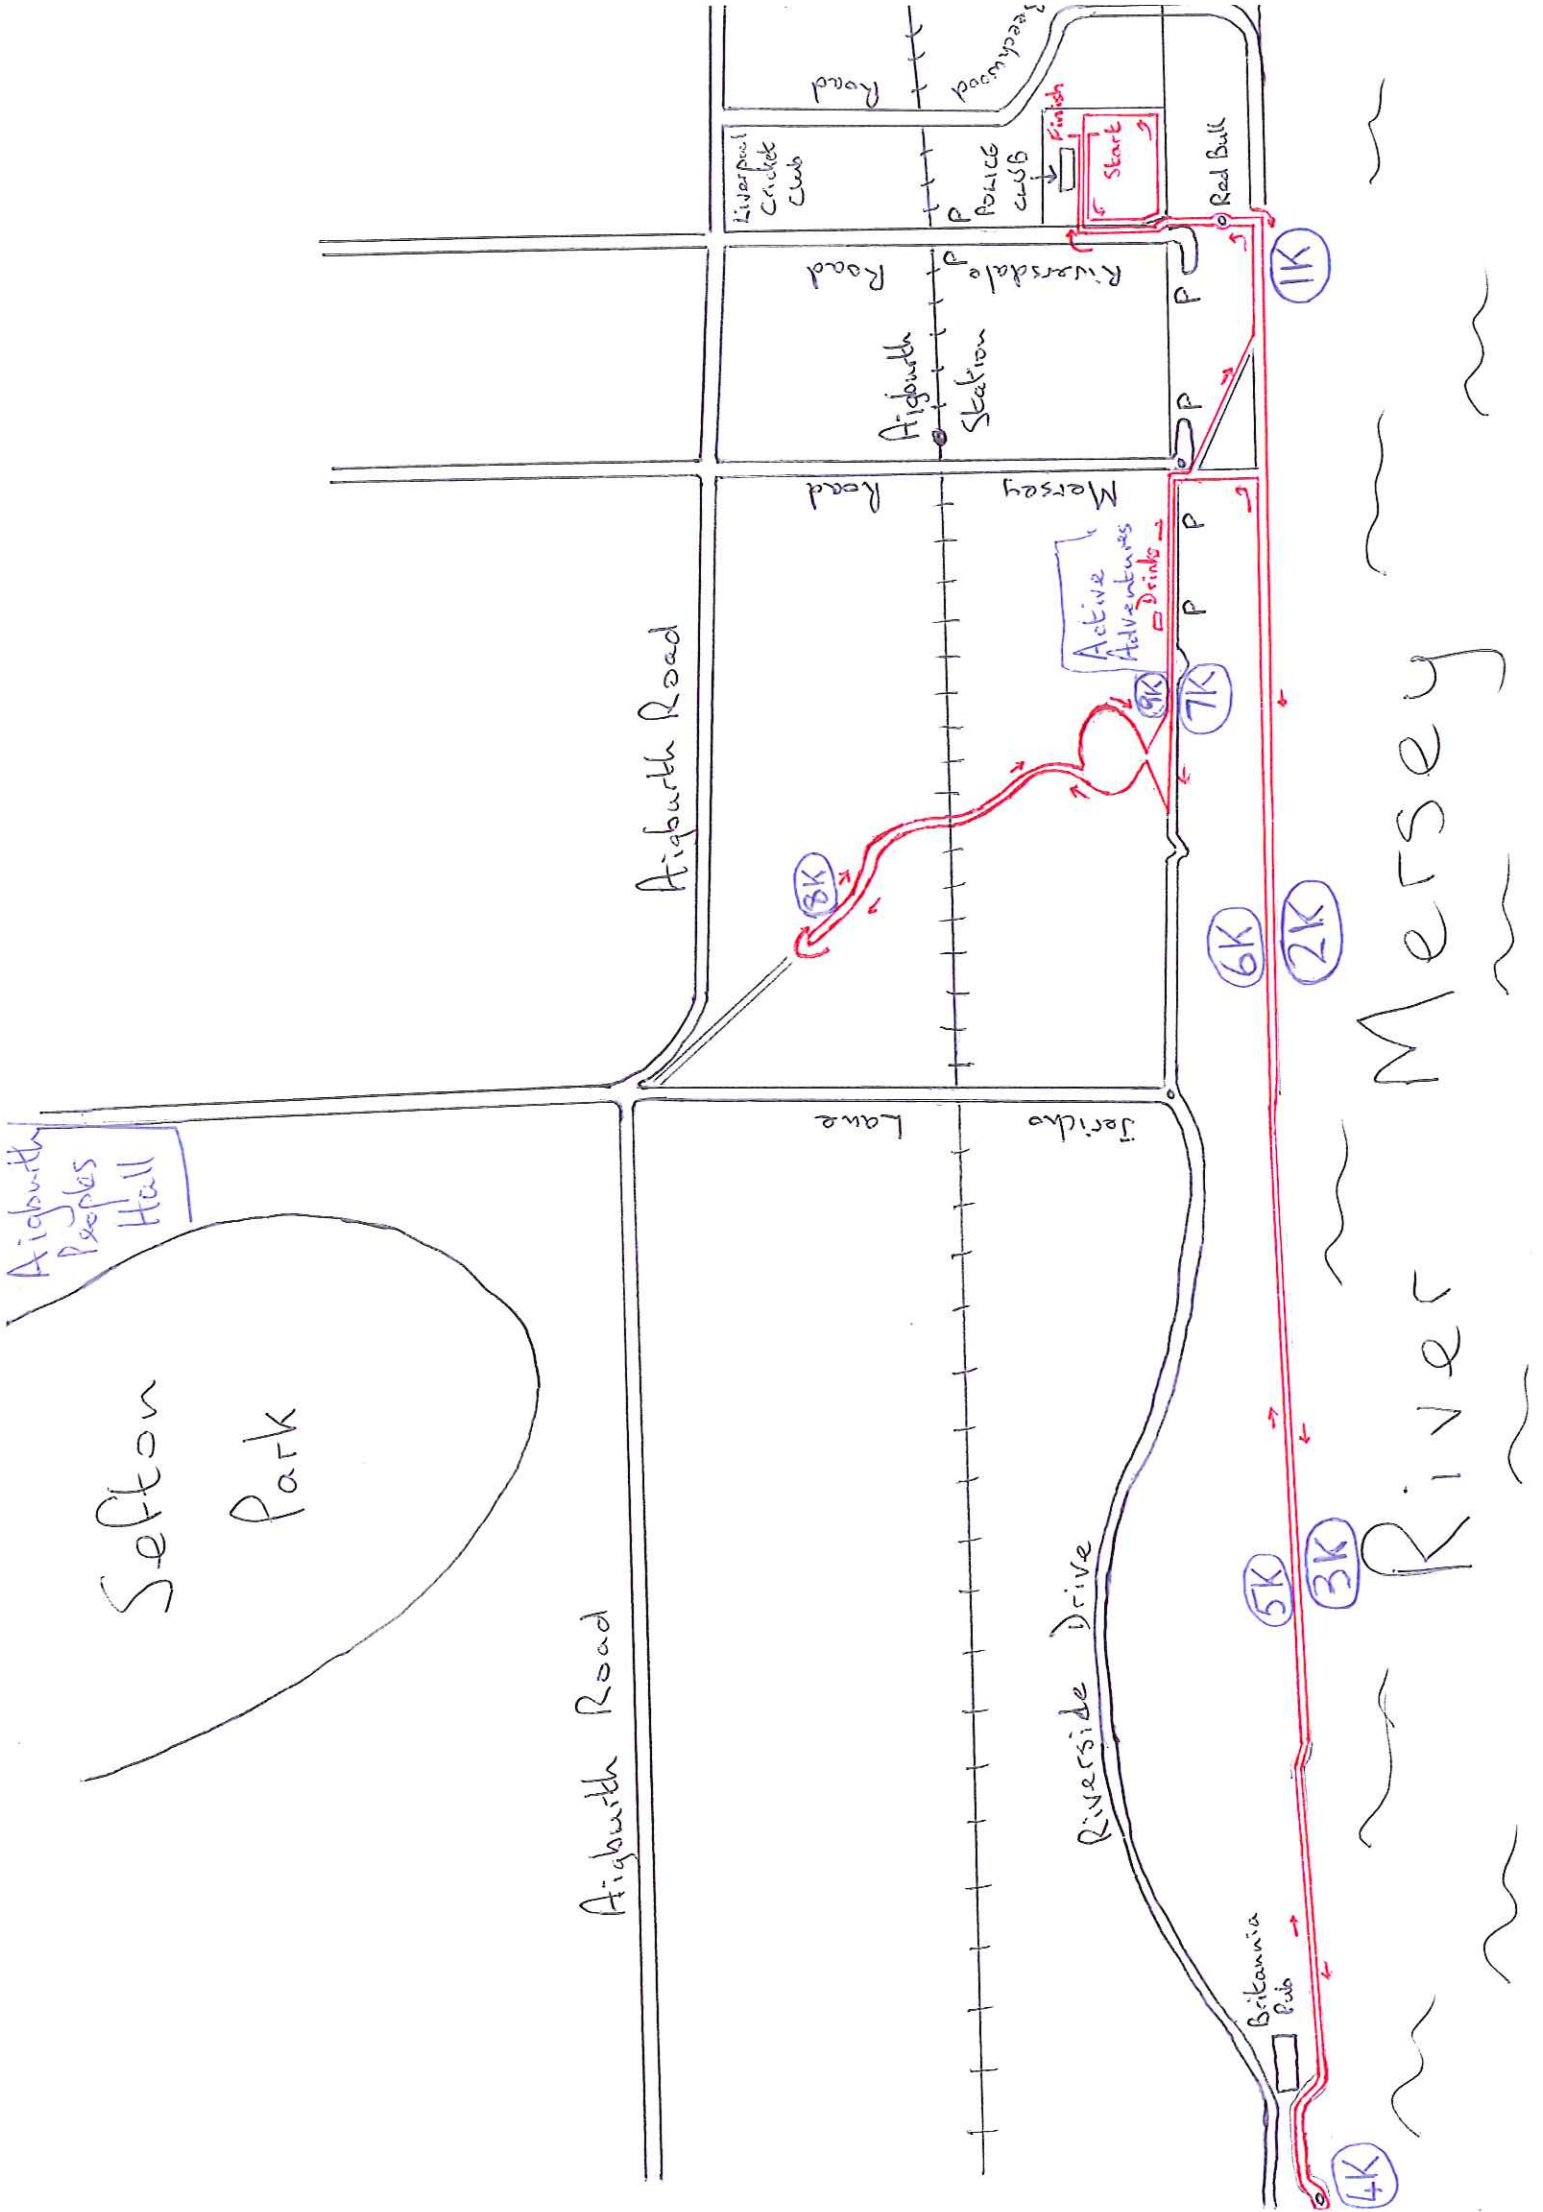 Aigburth
Peoples
Hall
Sefton
Park
Aigburth Road
Aigburth Road
Liverpool
Cricket
Club
Road
Beechwood
Road
Riversdale
Road
Mersey
Lane
Jericho
Aigburth
Station
P
P
POLICE
CLUB
Finish
Start
Red Bull
P
P
P
P
Active
Adventures
Drinks
8K
9K
7K
1K
6K
2K
5K
3K
4K
Riverside Drive
Britannia
Pub
River Mersey